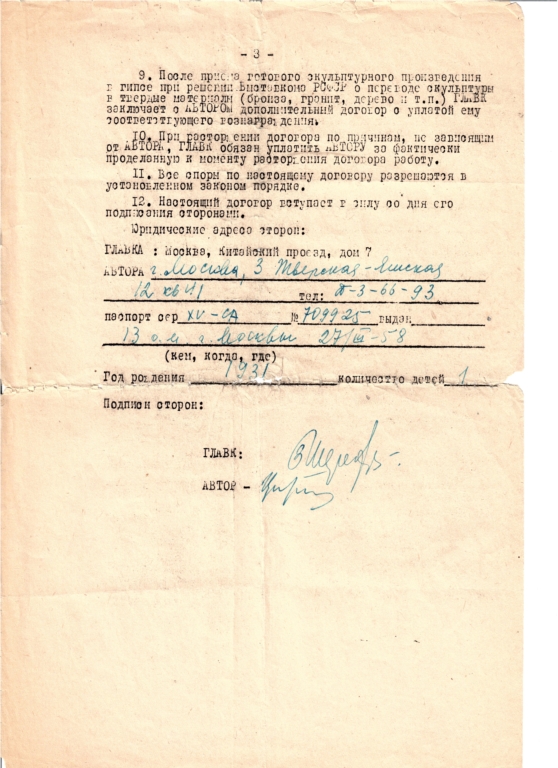 - 3 -
9. После приема готового скульптурного произведения
в гипсе при решении Выставкома РСФСР о переводе скульптуры
в твердые материалы (бронза, гранит, дерево и т.п.) ГЛАВК
заключает с АВТОРОМ дополнительный договор с уплатой ему
соответствующего вознаграждения.
10. При расторжении договора по причинам, не зависящим
от АВТОРА, ГЛАВК обязан уплатить АВТОРУ за фактически
проделанную к моменту расторжения договора работу.
11. Все споры по настоящему договору разрешаются в
установленном законом порядке.
12. Настоящий договор вступает в силу со дня его
подписания сторонами.
Юридические адреса сторон:
ГЛАВКА : Москва, Китайский проезд, дом 7
АВТОРА г. Москва, 3 Тверская-Ямская
12 кв 41 тел: 3-66-93
паспорт сер XV-СА № 709925 выдан
13 о.м г. Москвы 27/III-58
(кем, когда, где)
Год рождения 1931 количество детей 1
Подписи сторон:
ГЛАВК:
АВТОР -